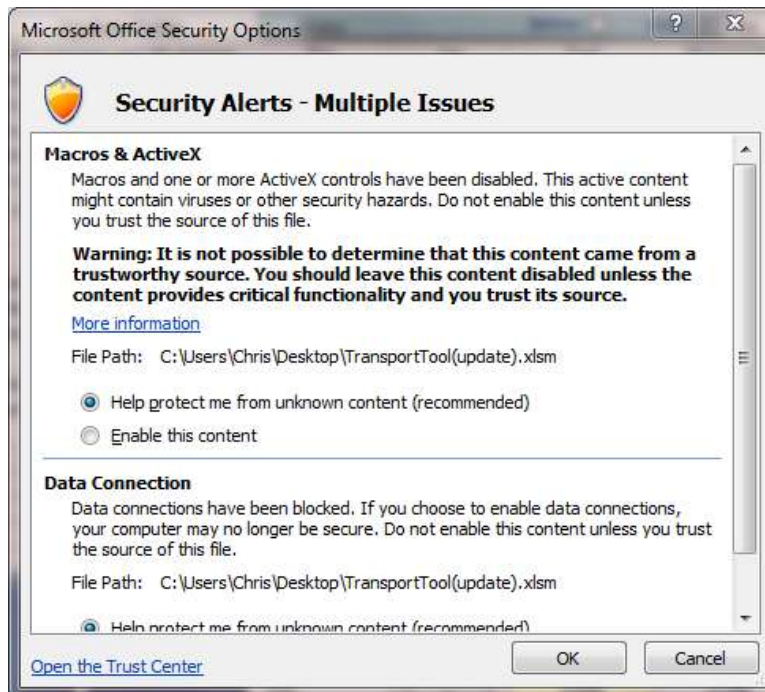 Microsoft Office Security Options
?
Security Alerts - Multiple Issues
Macros & ActiveX
Macros and one or more ActiveX controls have been disabled. This active content
might contain viruses or other security hazards. Do not enable this content unless
you trust the source of this file.
Warning: It is not possible to determine that this content came from a
trustworthy source. You should leave this content disabled unless the
content provides critical functionality and you trust its source.
More information
File Path: C:\Users\Chris\Desktop\TransportTool(update).xlsm
Help protect me from unknown content (recommended)
Enable this content
Data Connection
Data connections have been blocked. If you choose to enable data connections,
your computer may no longer be secure. Do not enable this content unless you trust
the source of this file.
File Path: C:\Users\Chris\Desktop\TransportTool(update).xlsm
Help protect me from unknown content (recommended)
Open the Trust Center
OK
Cancel